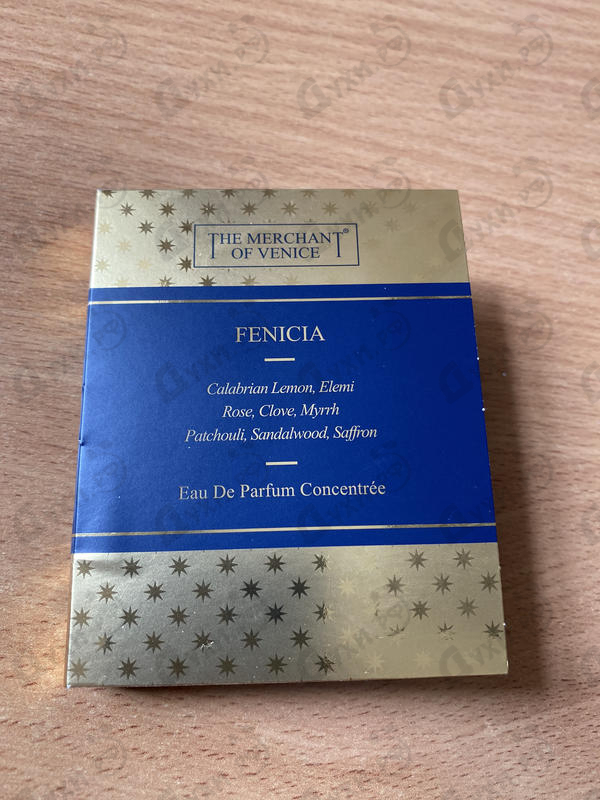 THE MERCHANT®
OF VENICE
FENICIA
Calabrian Lemon, Elemi
Rose, Clove, Myrrh
Patchouli, Sandalwood, Saffron
Eau De Parfum Concentrée